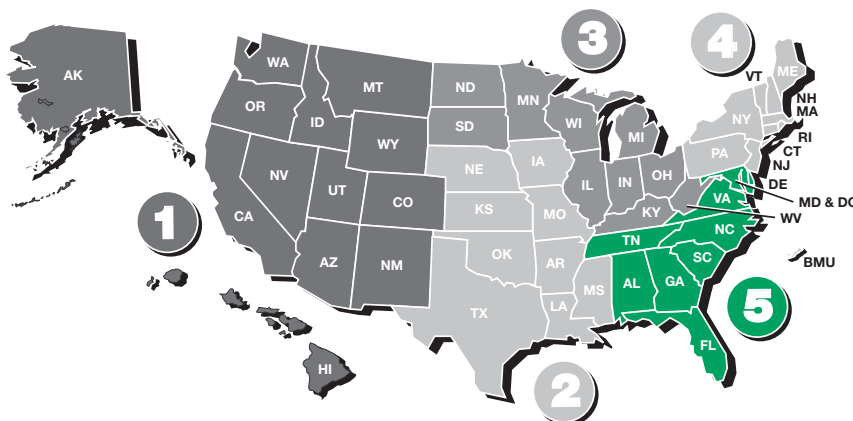 3
4
AK
WA
MT
ND
MN
VT
ME
OR
ID
SD
WI
MI
NY
NH
MA
RI
CT
NJ
WY
NE
IA
PA
DE
NV
UT
CO
IL
IN
OH
VA
MD & DC
WV
CA
KS
MO
KY
1
TN
NC
AZ
NM
OK
AR
SC
BMU
TX
LA
MS
AL
GA
5
FL
HI
2